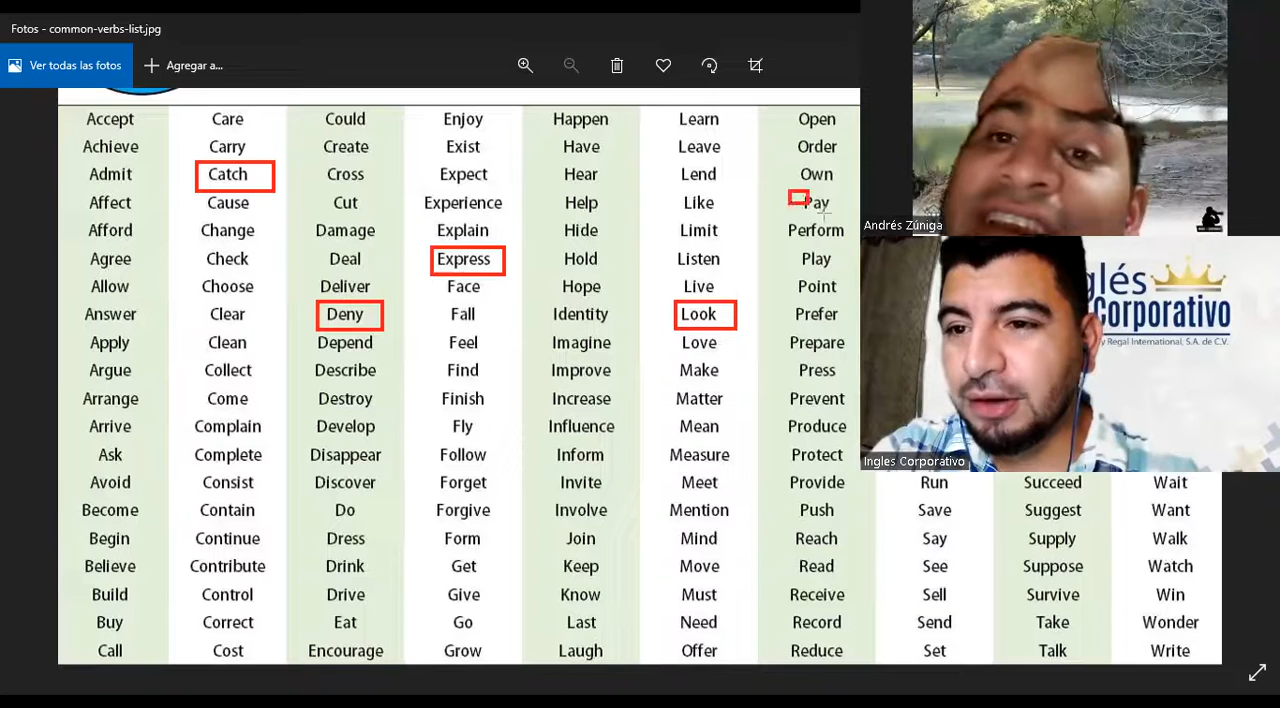 Fotos - common-verbs-list.jpg
Ver todas las fotos
Agregar a...
Accept Care Could Enjoy Happen Learn Open
Achieve Carry Create Exist Have Leave Order
Admit Catch Cross Expect Hear Lend Own
Affect Cause Cut Experience Help Like Pay
Afford Change Damage Explain Hide Limit Perform
Agree Check Deal Express Hold Listen Play
Allow Choose Deliver Face Hope Live Point
Answer Clear Deny Fall Identity Look Prefer
Apply Clean Depend Feel Imagine Love Prepare
Argue Collect Describe Find Improve Make Press
Arrange Come Destroy Finish Increase Matter Prevent
Arrive Complain Develop Fly Influence Mean Produce
Ask Complete Disappear Follow Inform Measure Protect
Avoid Consist Discover Forget Invite Meet Provide Run Succeed Wait
Become Contain Do Forgive Involve Mention Push Save Suggest Want
Begin Continue Dress Form Join Mind Reach Say Supply Walk
Believe Contribute Drink Get Keep Move Read See Suppose Watch
Build Control Drive Give Know Must Receive Sell Survive Win
Buy Correct Eat Go Last Need Record Send Take Wonder
Call Cost Encourage Grow Laugh Offer Reduce Set Talk Write
Andrés Zúniga
glés
Corporativo
y Regal International, S.A. de C.V.
Ingles Corporativo